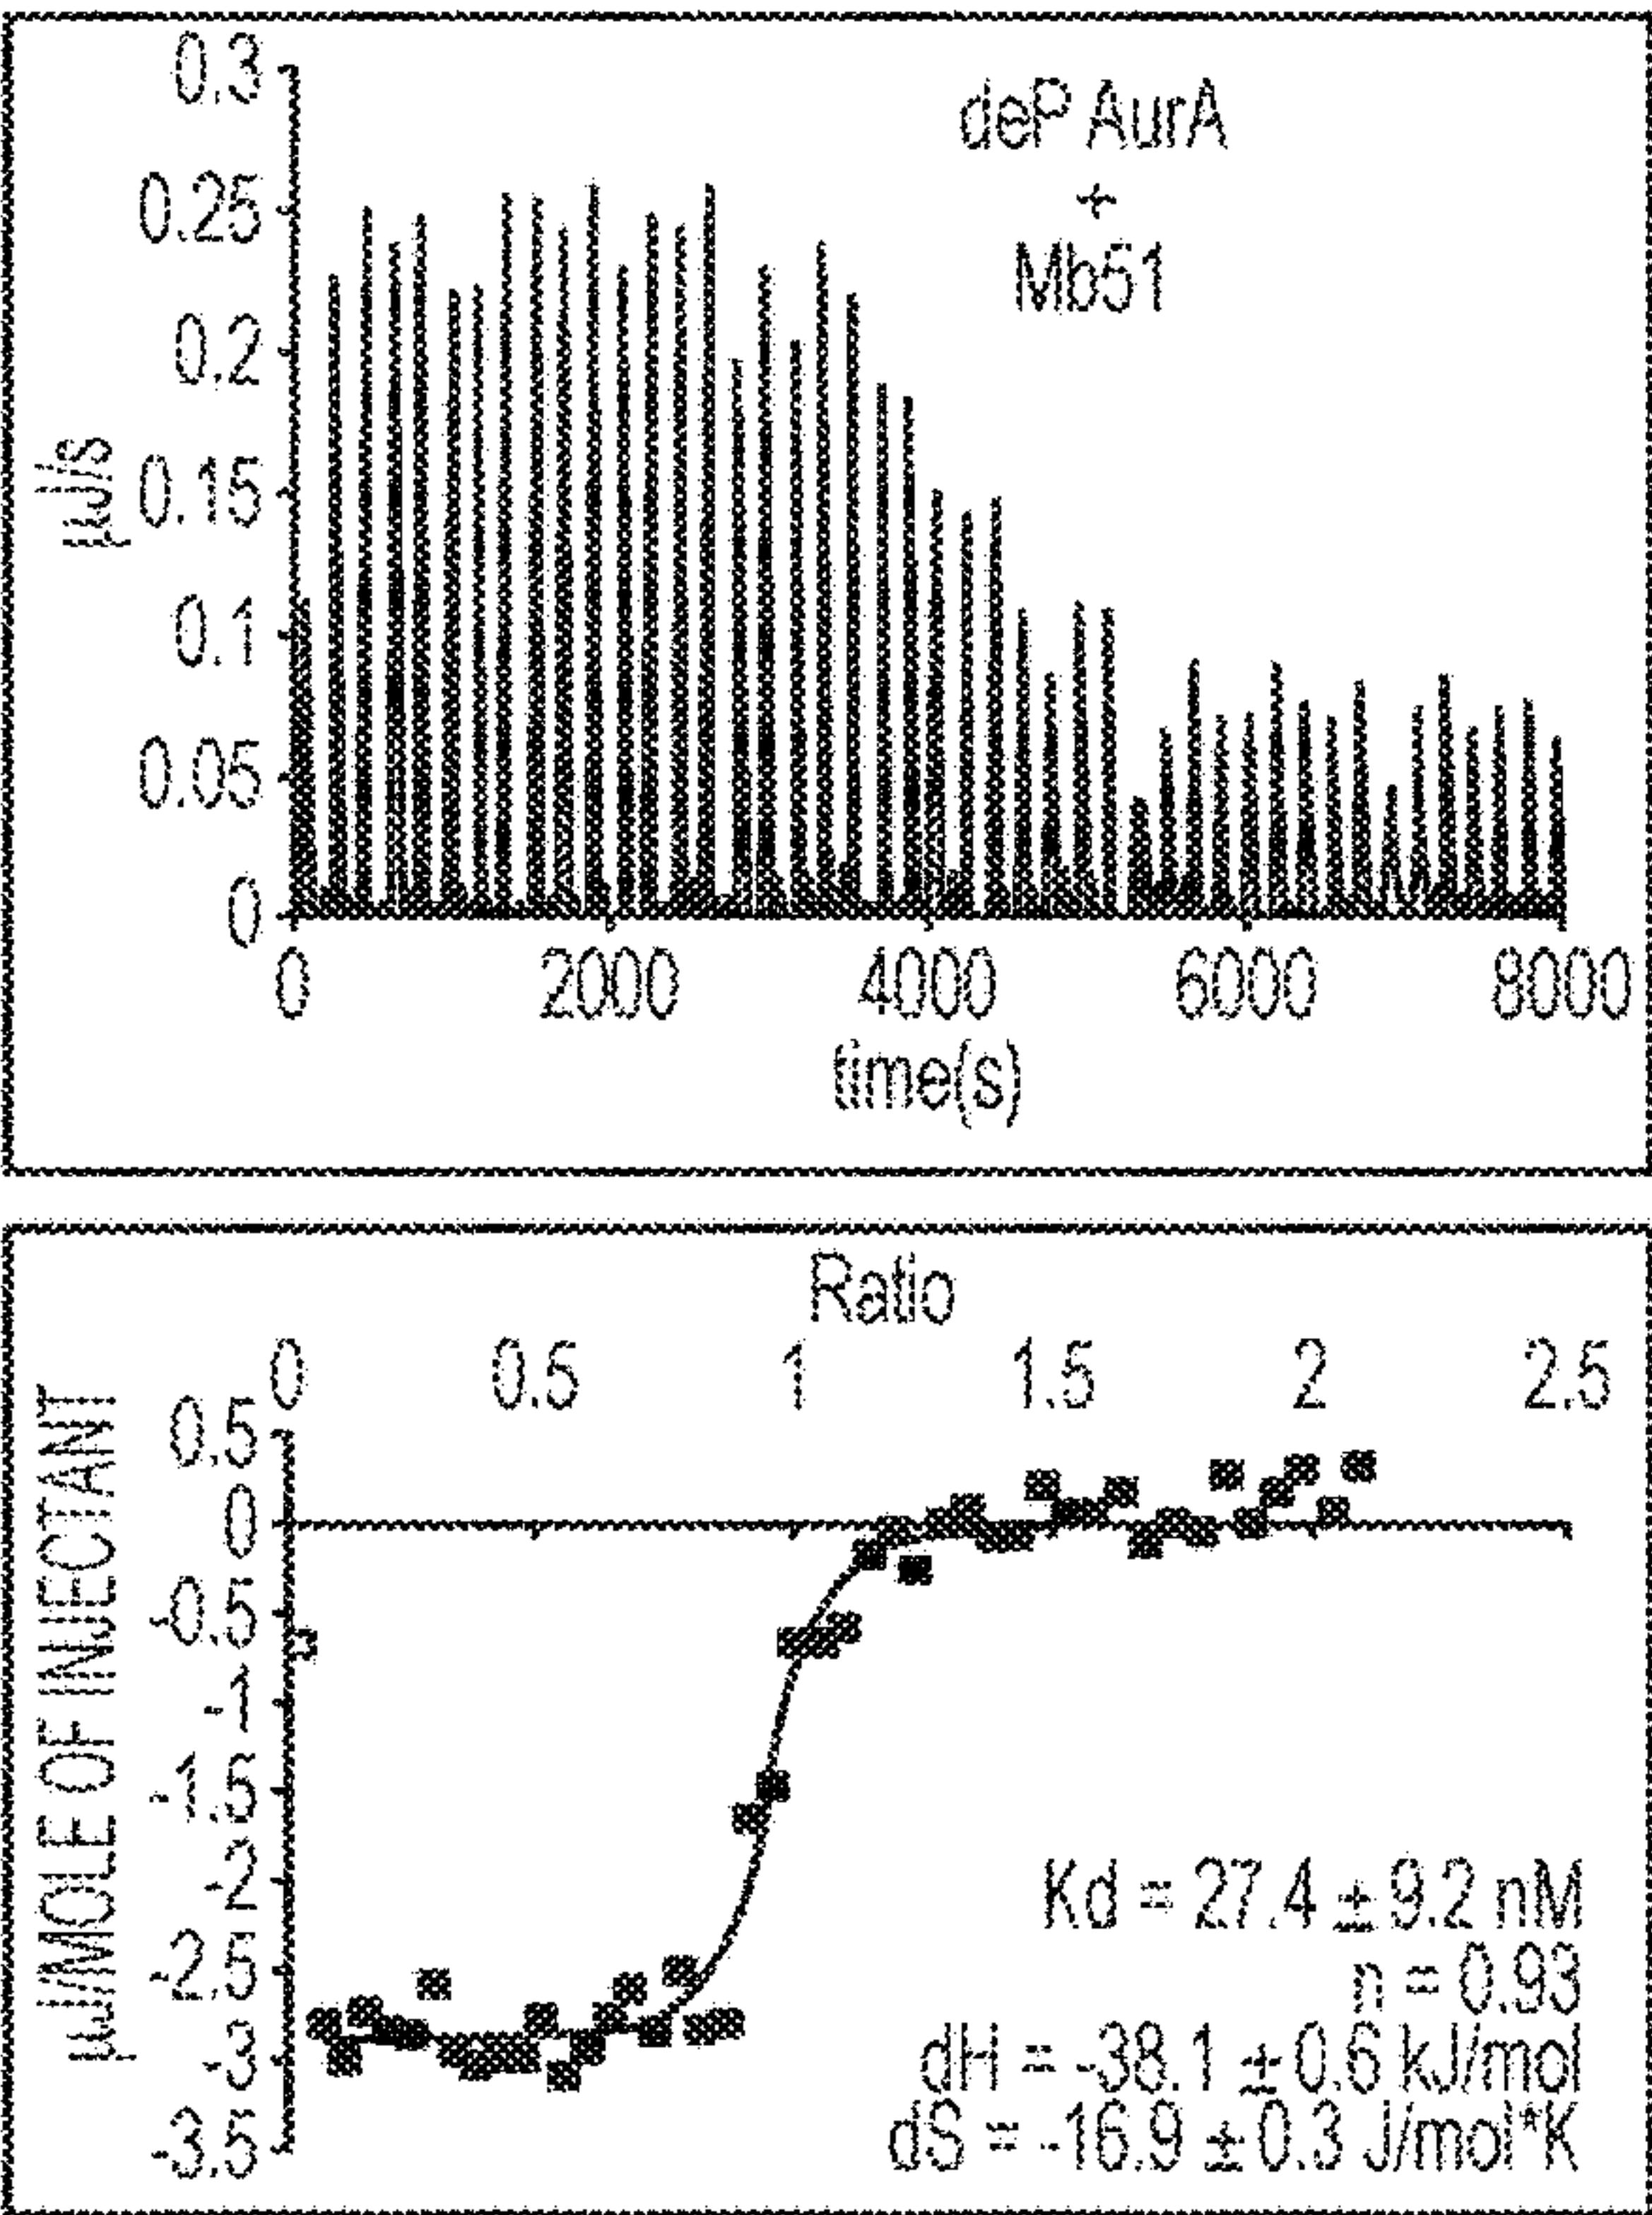 0.3
0.25
0.2
0.15
0.1
0.05
0
µJ/s
deP AurA
+
Mb51
0 2000 4000 6000 8000
time(s)
Ratio
0 0.5 1 1.5 2 2.5
0.5
0
-0.5
-1
-1.5
-2
-2.5
-3
-3.5
µJ/MOLE OF INJECTANT
Kd = 27.4 ± 9.2 nM
n = 0.93
dH = -38.1 ± 0.6 kJ/mol
dS = -16.9 ± 0.3 J/mol*K